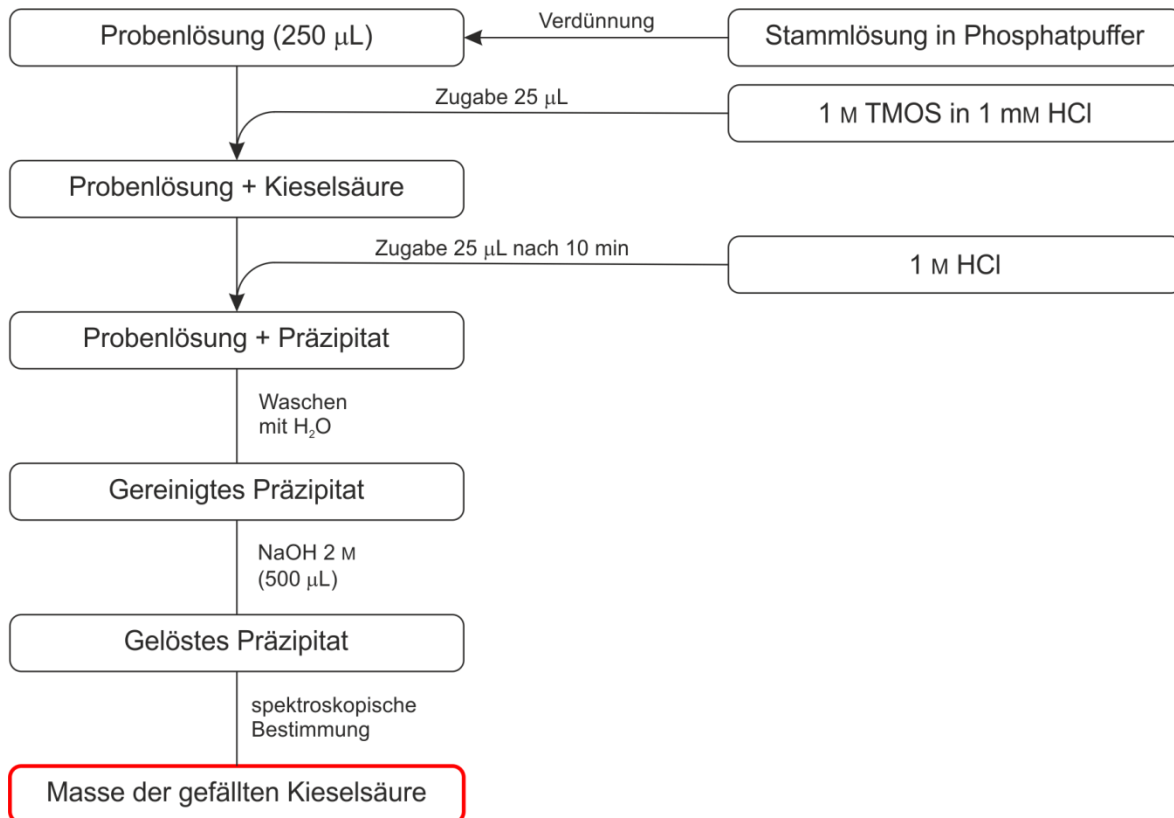 Probenlösung (250 µL)
Verdünnung
Stammlösung in Phosphatpuffer
Zugabe 25 µL
1 M TMOS in 1 mM HCl
Probenlösung + Kieselsäure
Zugabe 25 µL nach 10 min
1 M HCl
Probenlösung + Präzipitat
Waschen
mit H₂O
Gereinigtes Präzipitat
NaOH 2 M
(500 µL)
Gelöstes Präzipitat
spektroskopische
Bestimmung
Masse der gefällten Kieselsäure